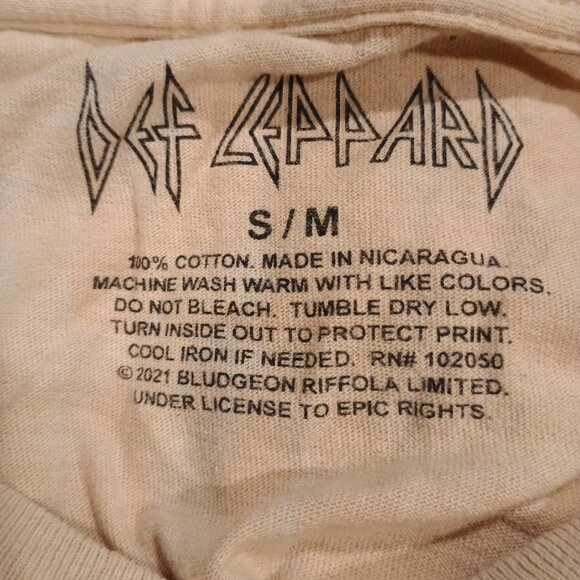 DEF LEPPARD
S / M
100% COTTON. MADE IN NICARAGUA.
MACHINE WASH WARM WITH LIKE COLORS.
DO NOT BLEACH. TUMBLE DRY LOW.
TURN INSIDE OUT TO PROTECT PRINT.
COOL IRON IF NEEDED. RN# 102050
© 2021 BLUDGEON RIFFOLA LIMITED.
UNDER LICENSE TO EPIC RIGHTS.